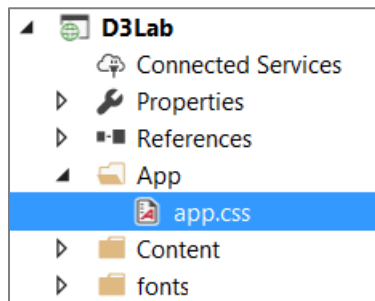 D3Lab
Connected Services
Properties
References
App
app.css
Content
fonts